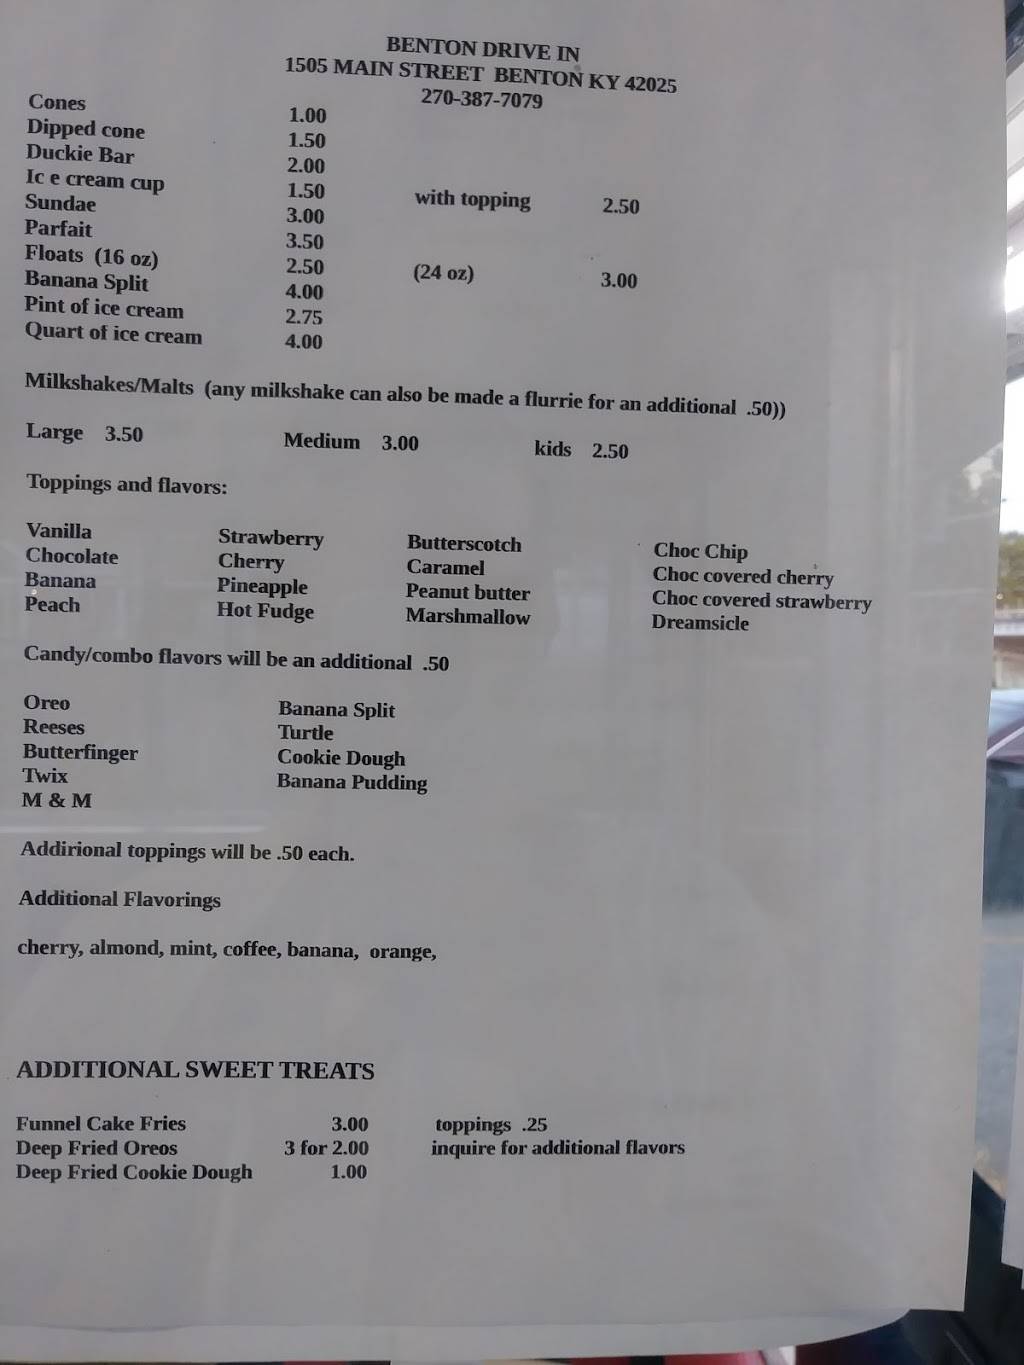 BENTON DRIVE IN
1505 MAIN STREET BENTON KY 42025
270-387-7079
Cones 1.00
Dipped cone 1.50
Duckie Bar 2.00
Ic e cream cup 1.50 with topping 2.50
Sundae 3.00
Parfait 3.50
Floats (16 oz) 2.50 (24 oz) 3.00
Banana Split 4.00
Pint of ice cream 2.75
Quart of ice cream 4.00
Milkshakes/Malts (any milkshake can also be made a flurrie for an additional .50))
Large 3.50 Medium 3.00 kids 2.50
Toppings and flavors:
Vanilla Strawberry Butterscotch Choc Chip
Chocolate Cherry Caramel Choc covered cherry
Banana Pineapple Peanut butter Choc covered strawberry
Peach Hot Fudge Marshmallow Dreamsicle
Candy/combo flavors will be an additional .50
Oreo Banana Split
Reeses Turtle
Butterfinger Cookie Dough
Twix Banana Pudding
M & M
Addirional toppings will be .50 each.
Additional Flavorings
cherry, almond, mint, coffee, banana, orange,
ADDITIONAL SWEET TREATS
Funnel Cake Fries 3.00 toppings .25
Deep Fried Oreos 3 for 2.00 inquire for additional flavors
Deep Fried Cookie Dough 1.00